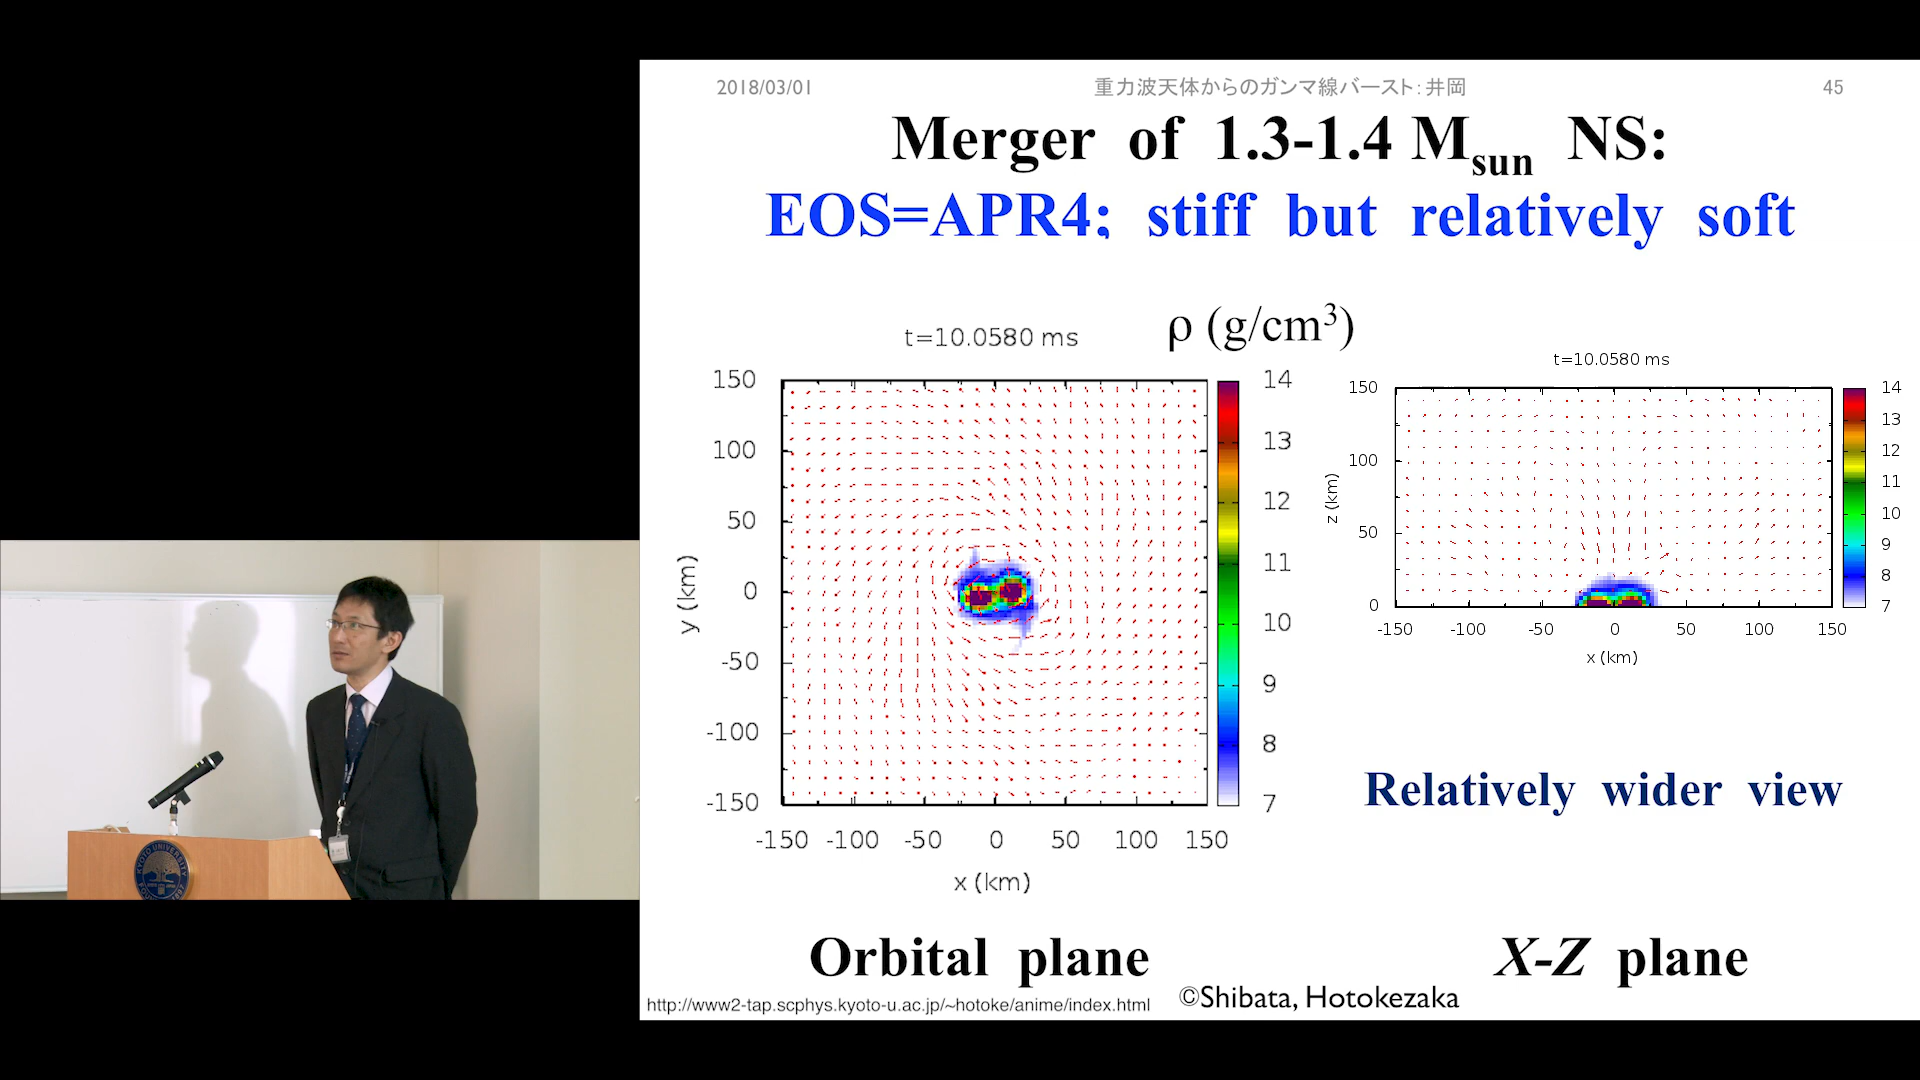 2018/03/01
重力波天体からのガンマ線バースト：井岡
45
Merger of 1.3-1.4 Msun NS:
EOS=APR4; stiff but relatively soft
ρ (g/cm3)
t=10.0580 ms
150
100
50
0
-50
-100
-150
y (km)
-150 -100 -50 0 50 100 150
x (km)
14
13
12
11
10
9
8
7
t=10.0580 ms
150
100
50
0
z (km)
-150 -100 -50 0 50 100 150
x (km)
14
13
12
11
10
9
8
7
Relatively wider view
Orbital plane
X-Z plane
http://www2-tap.scphys.kyoto-u.ac.jp/~hotoke/anime/index.html
©Shibata, Hotokezaka
KYOTO UNIVERSITY